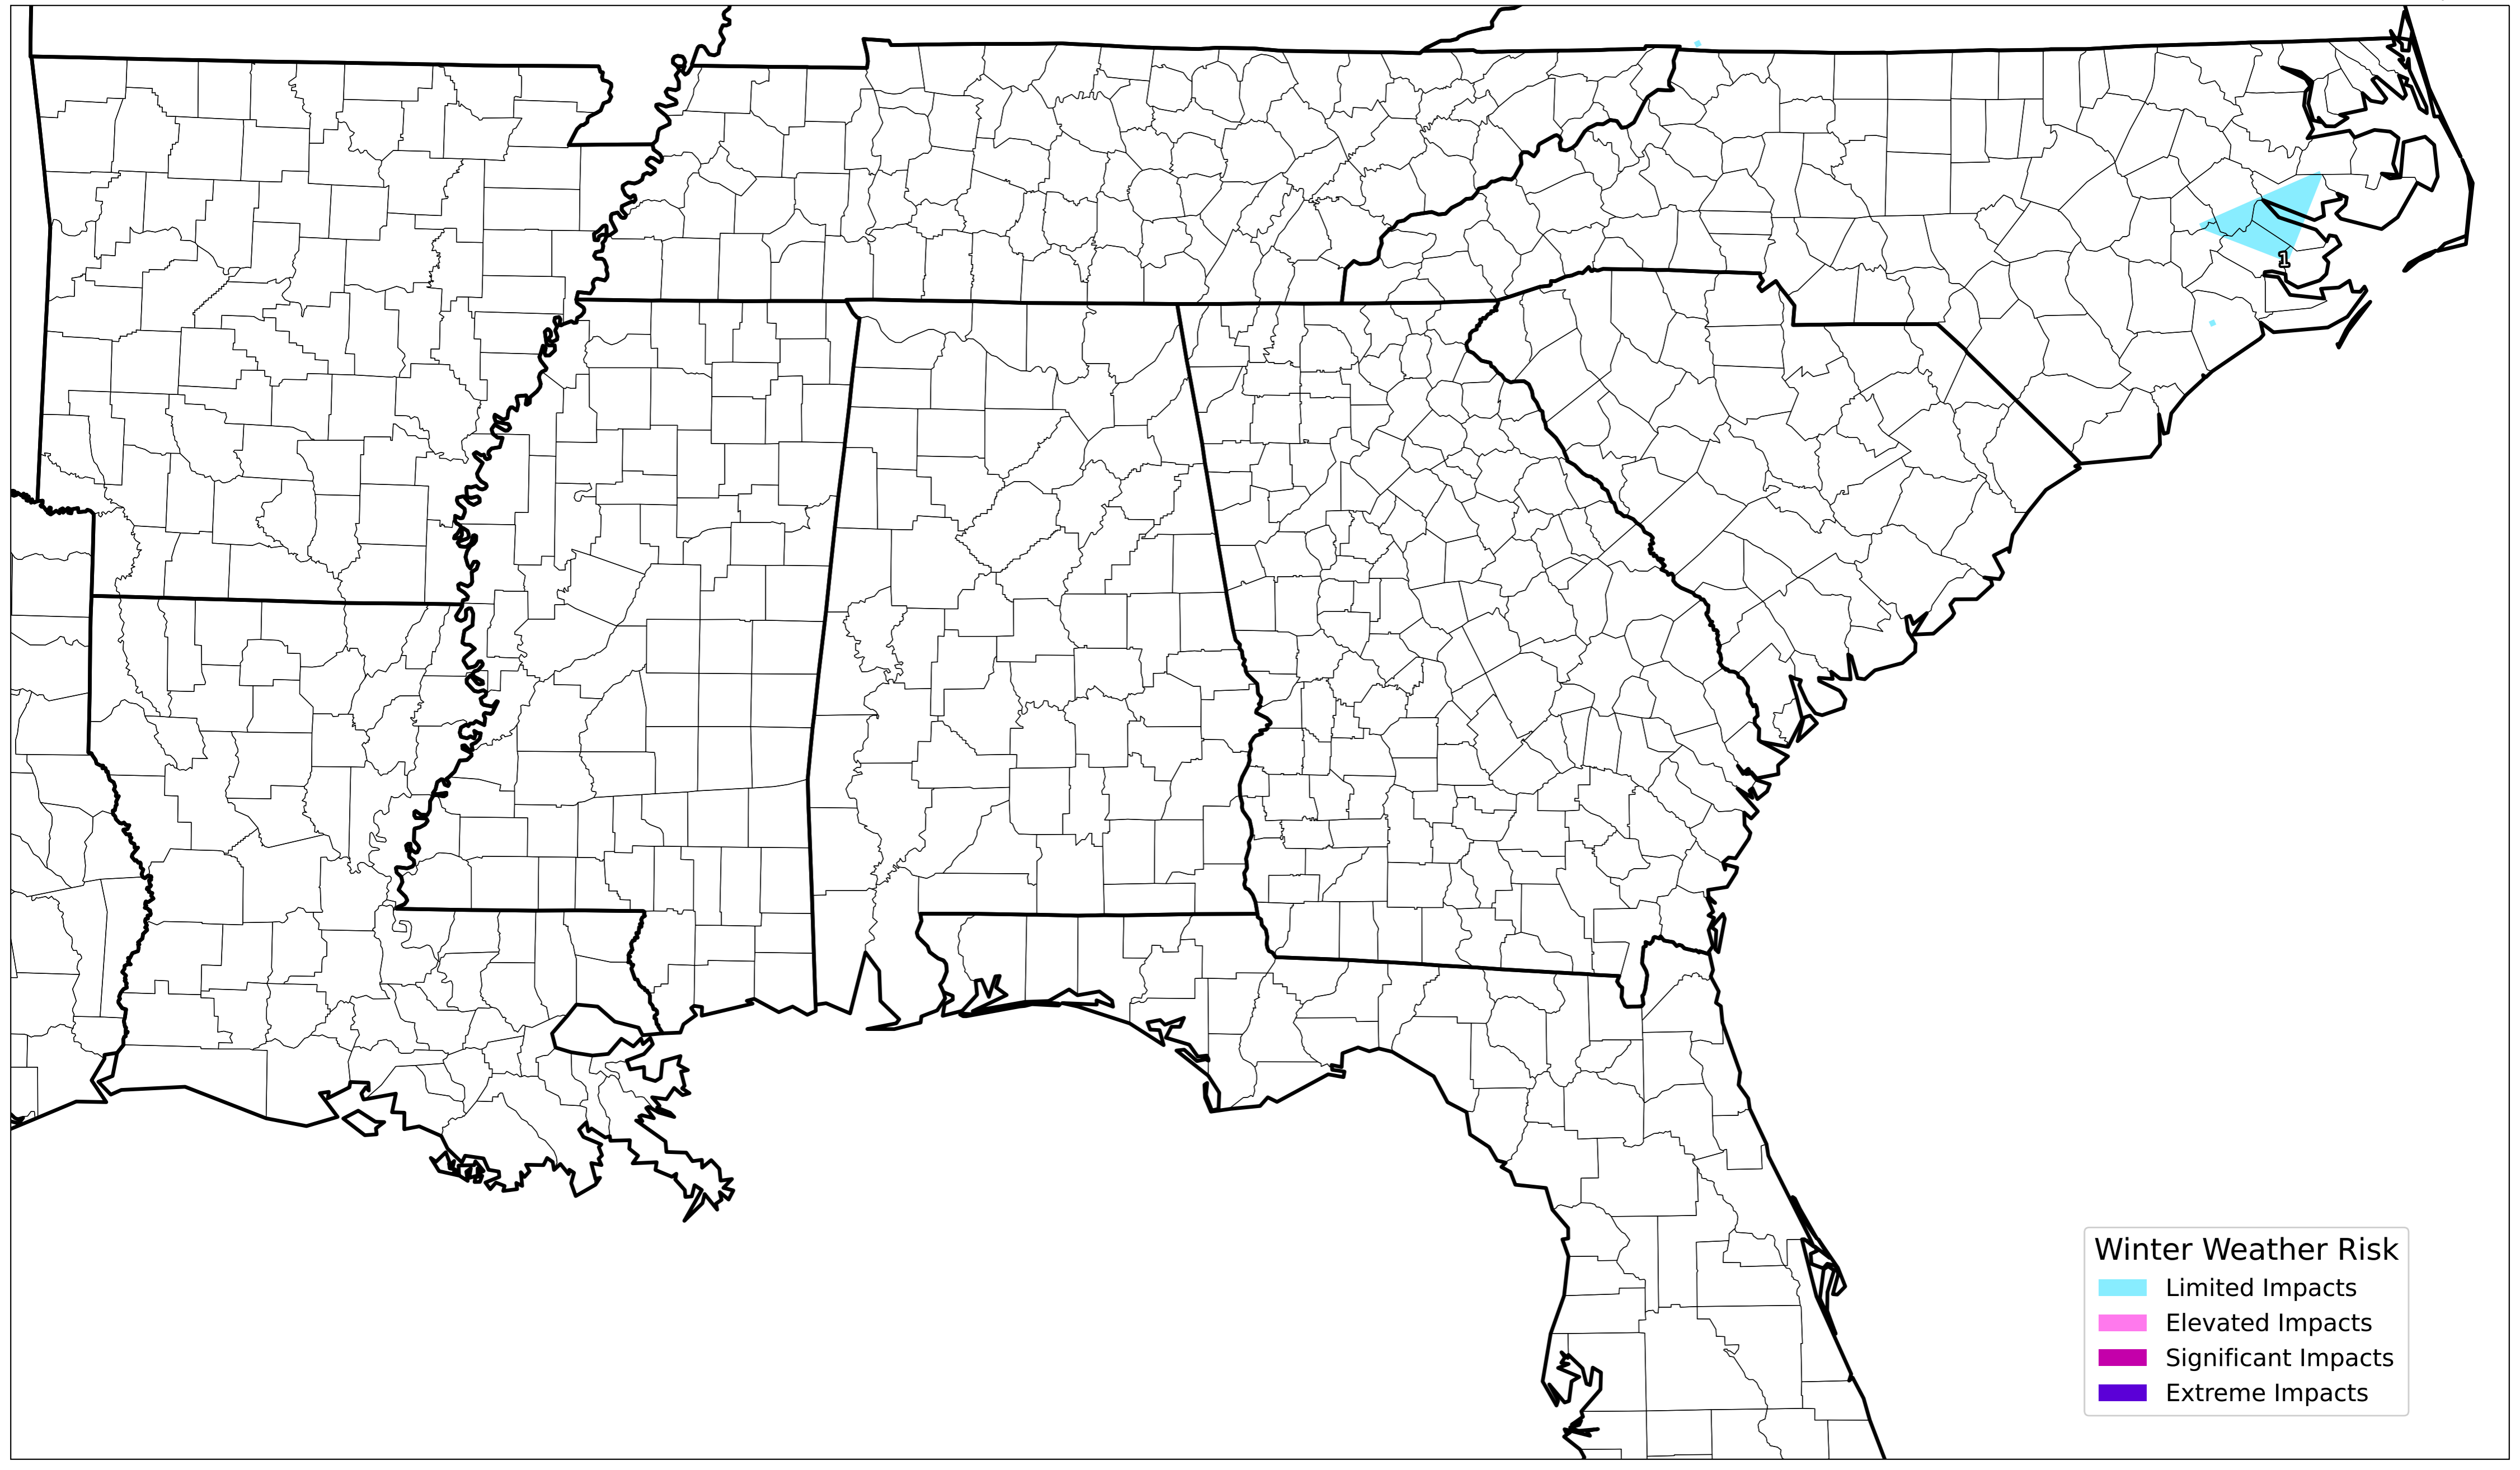 1
Winter Weather Risk
Limited Impacts
Elevated Impacts
Significant Impacts
Extreme Impacts